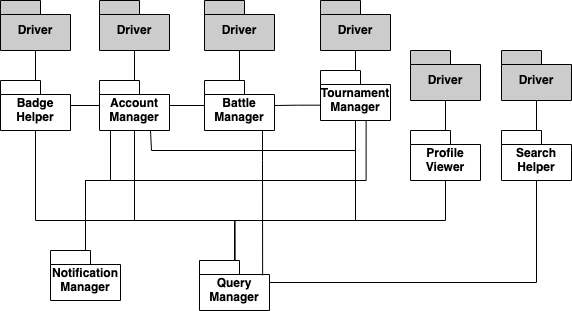 Driver
Driver
Driver
Driver
Driver
Driver
Badge
Helper
Account
Manager
Battle
Manager
Tournament
Manager
Profile
Viewer
Search
Helper
Notification
Manager
Query
Manager